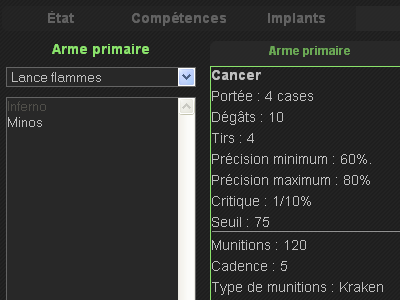 État Compétences Implants
Arme primaire
Lance flammes
Inferno
Minos
Arme primaire
Cancer
Portée : 4 cases
Dégâts : 10
Tirs : 4
Précision minimum : 60%.
Précision maximum : 80%
Critique : 1/10%
Seuil : 75
Munitions : 120
Cadence : 5
Type de munitions : Kraken